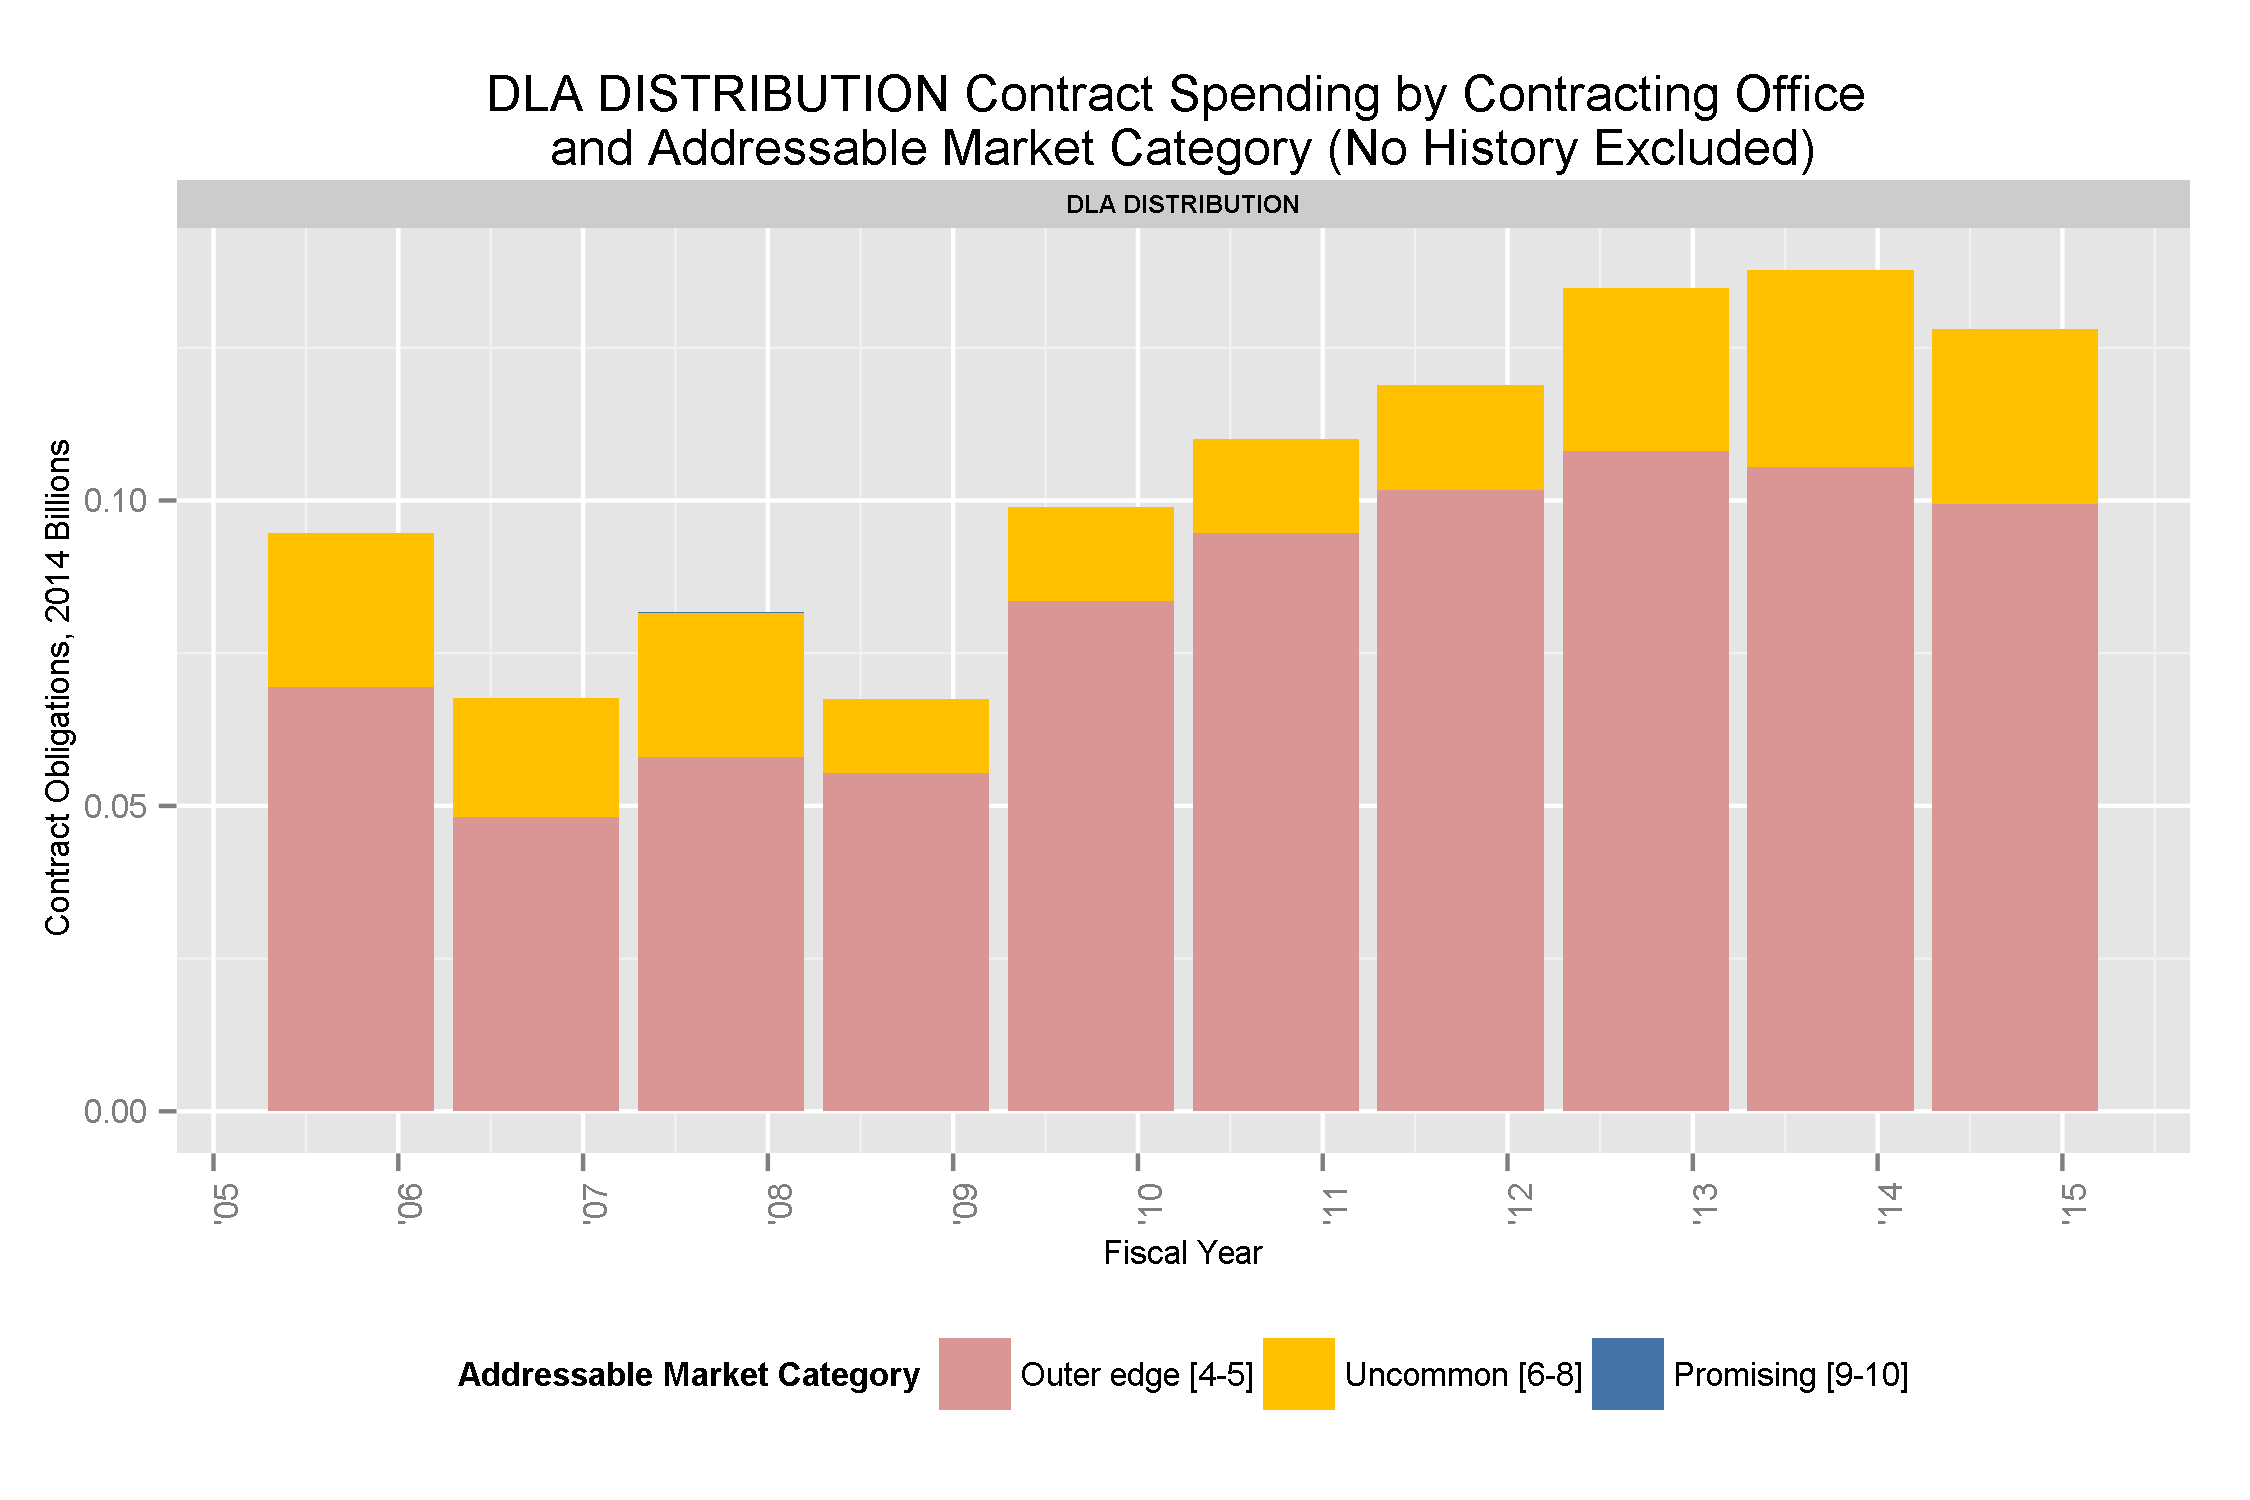 DLA DISTRIBUTION Contract Spending by Contracting Office
and Addressable Market Category (No History Excluded)
DLA DISTRIBUTION
Contract Obligations, 2014 Billions
0.10
0.05
0.00
'05
'06
'07
'08
'09
'10
'11
'12
'13
'14
'15
Fiscal Year
Addressable Market Category
Outer edge [4-5]
Uncommon [6-8]
Promising [9-10]